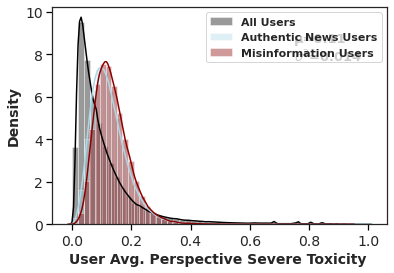 All Users
Authentic News Users
Misinformation Users
Density
10
8
6
4
2
0
0.0 0.2 0.4 0.6 0.8 1.0
User Avg. Perspective Severe Toxicity